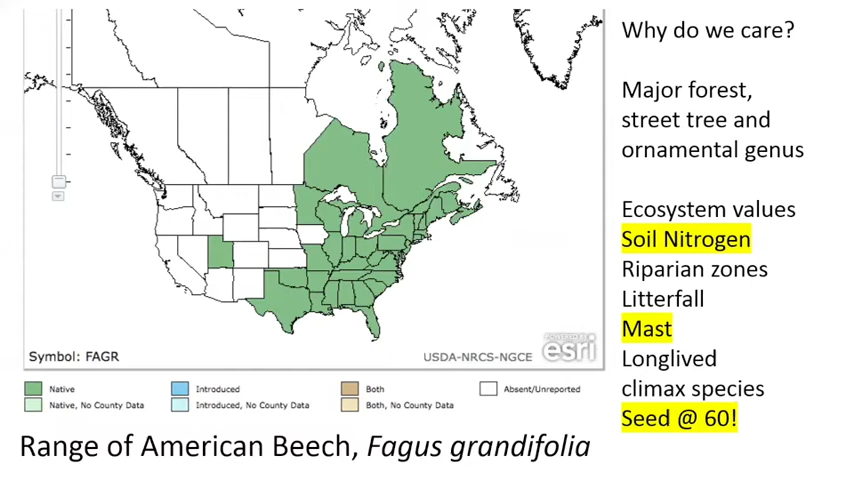 Why do we care?
Major forest,
street tree and
ornamental genus
Ecosystem values
Soil Nitrogen
Riparian zones
Litterfall
Mast
Longlived
climax species
Seed @ 60!
Symbol: FAGR
USDA-NRCS-NGCE
esri
Native
Introduced
Both
Absent/Unreported
Native, No County Data
Introduced, No County Data
Both, No County Data
Range of American Beech, Fagus grandifolia